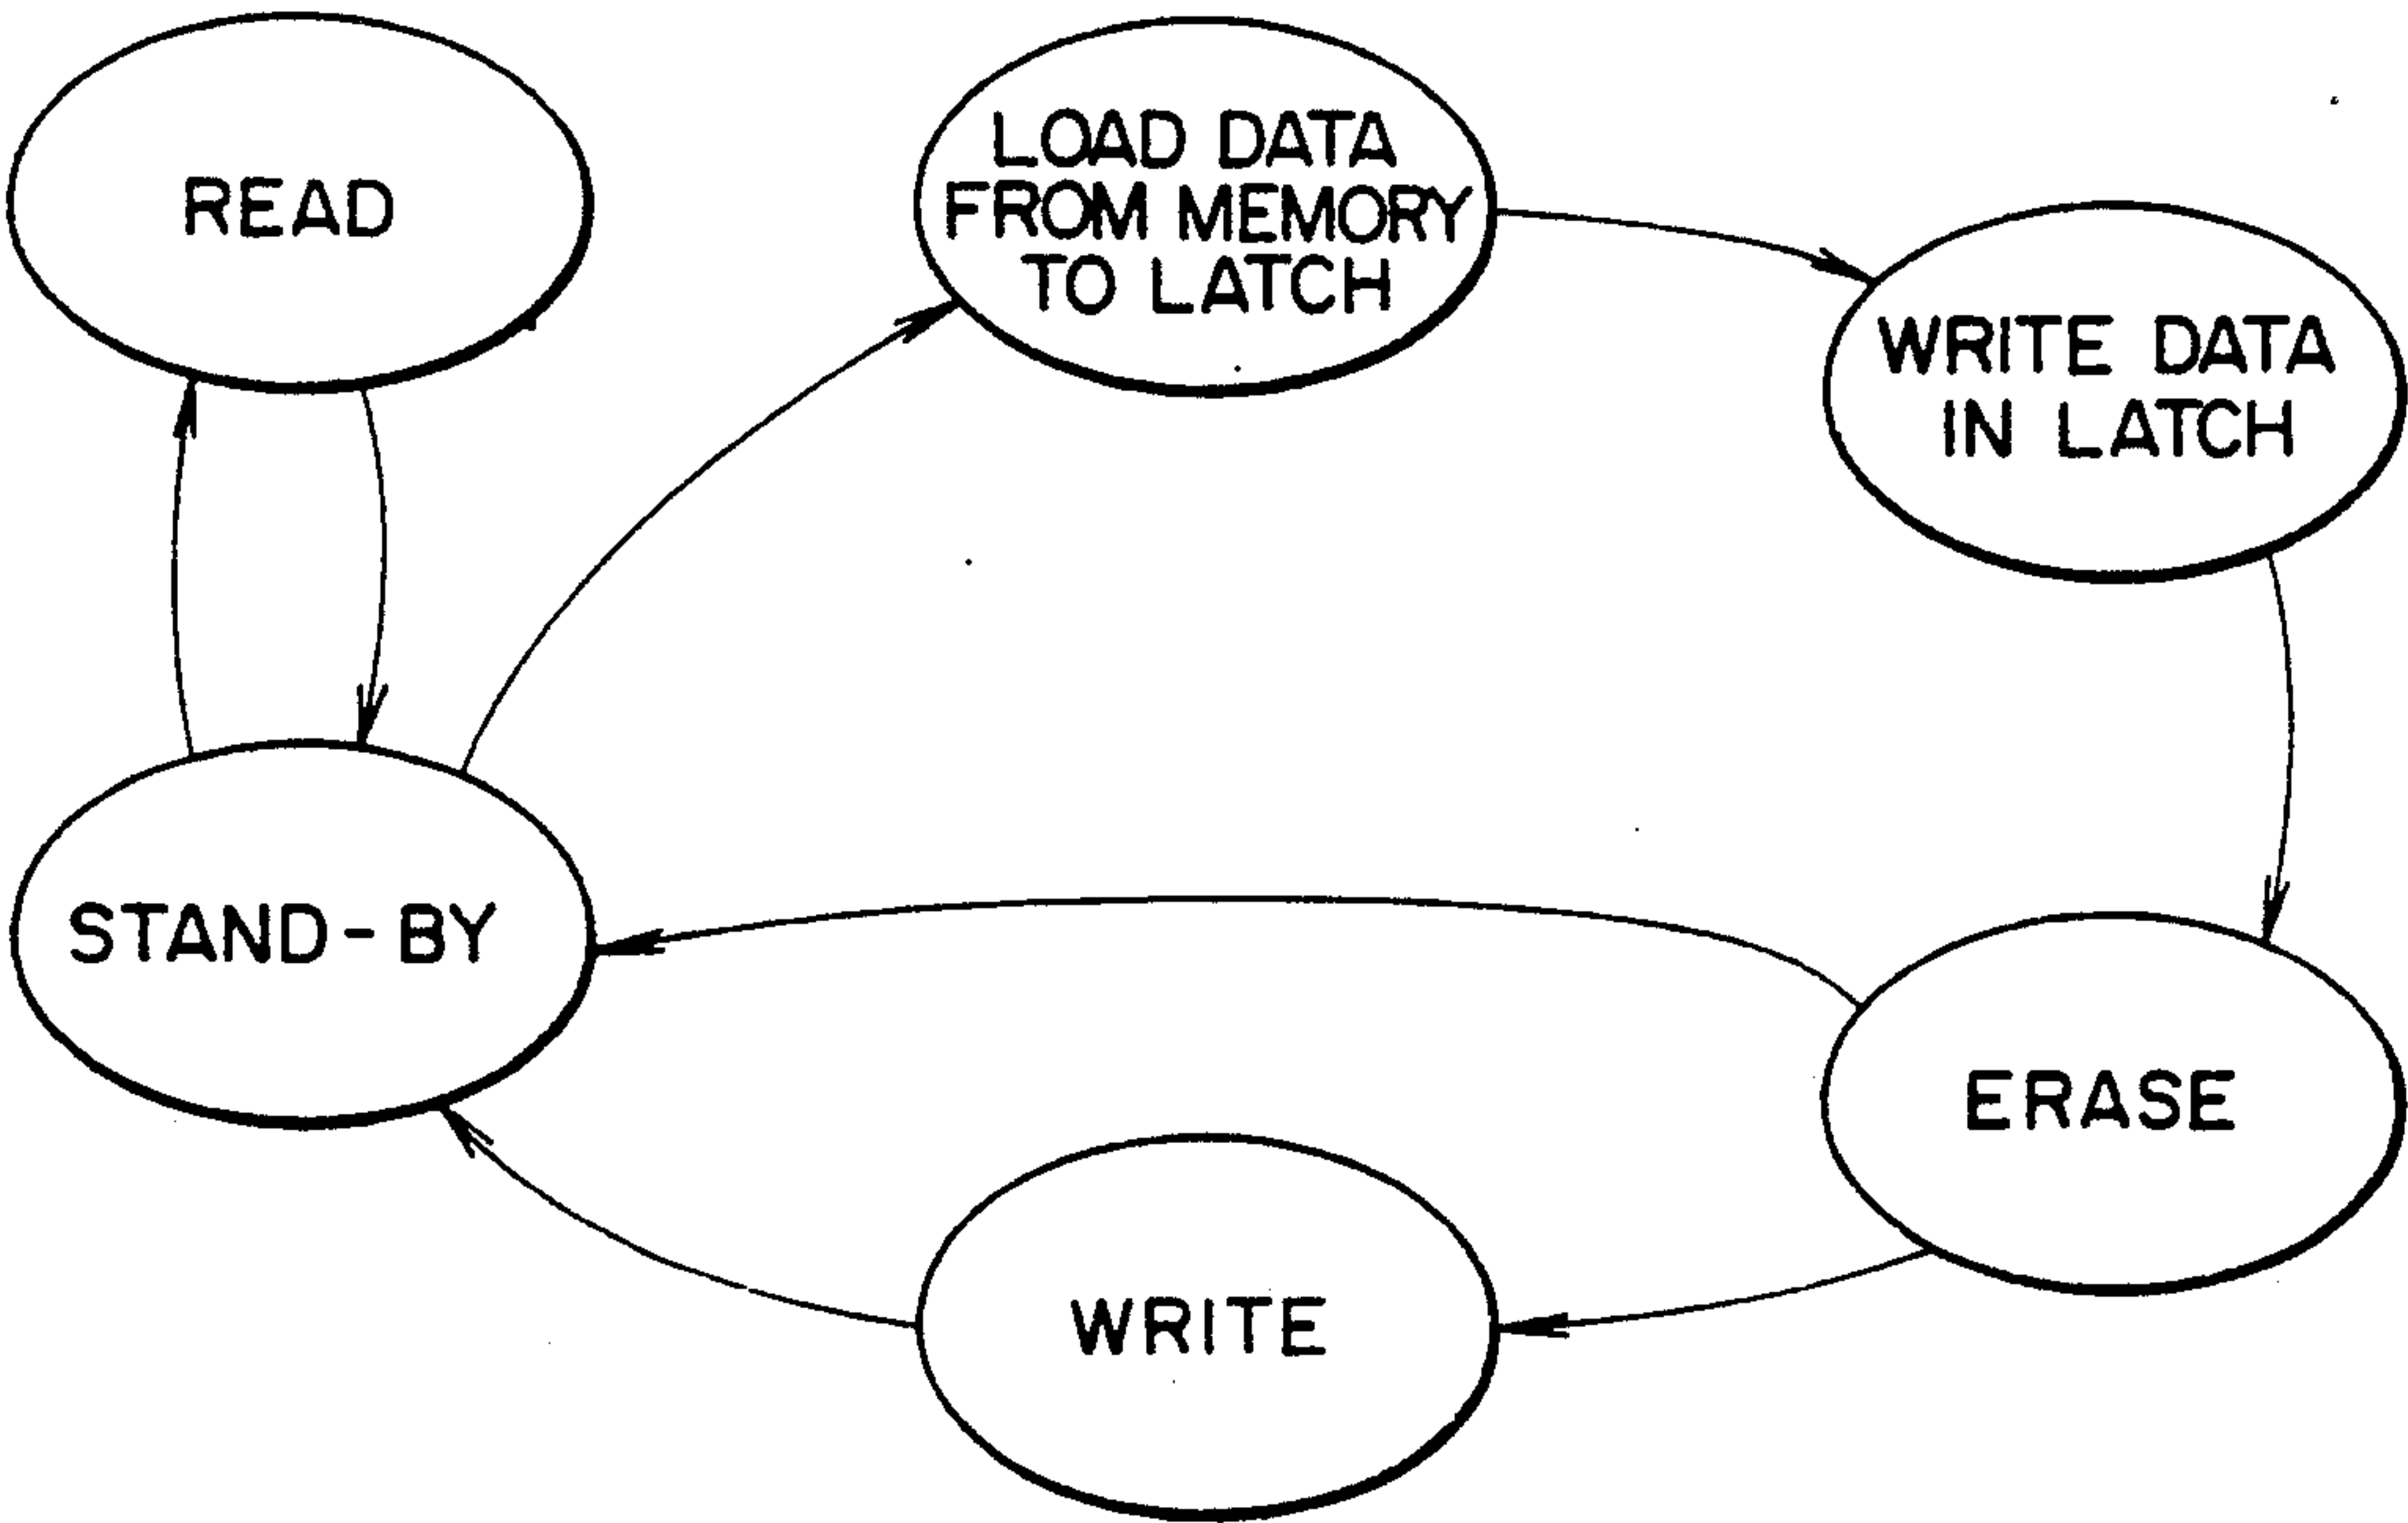 READ
LOAD DATA
FROM MEMORY
TO LATCH
WRITE DATA
IN LATCH
STAND-BY
ERASE
WRITE